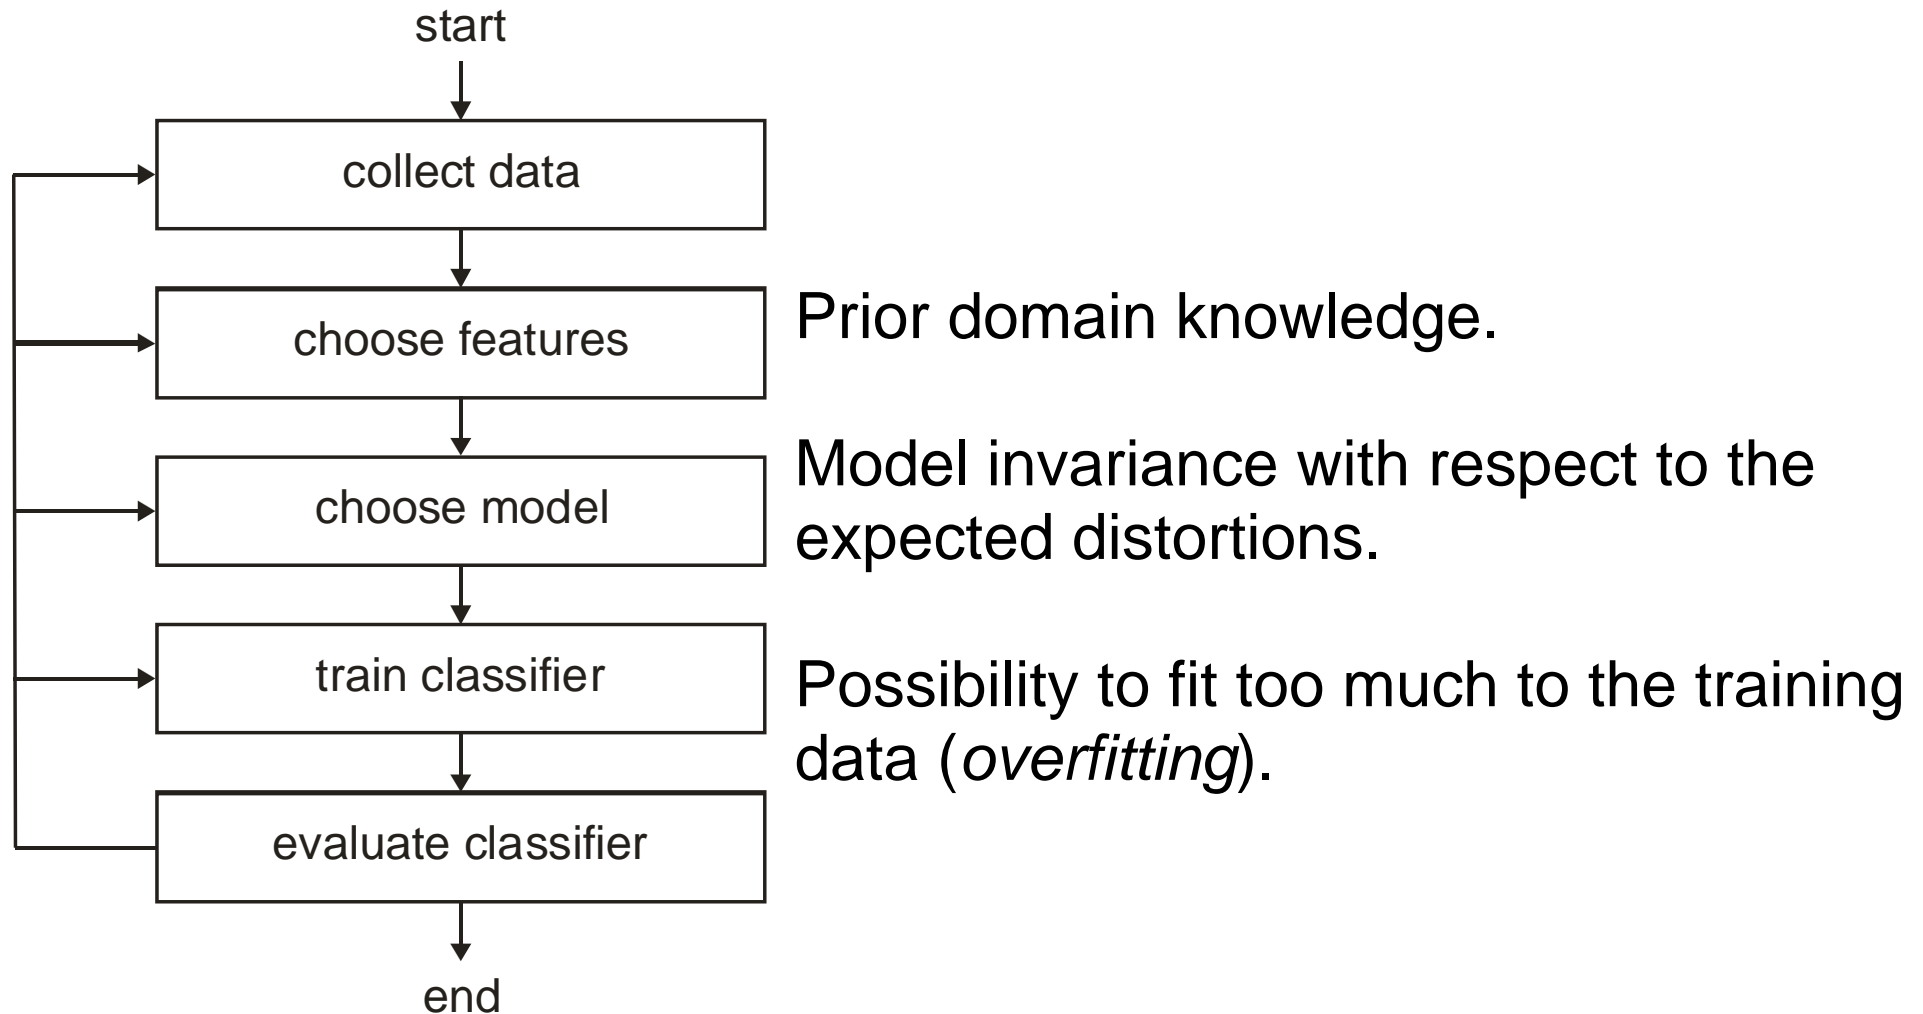 start
collect data
choose features
Prior domain knowledge.
choose model
Model invariance with respect to the
expected distortions.
train classifier
Possibility to fit too much to the training
data (overfitting).
evaluate classifier
end